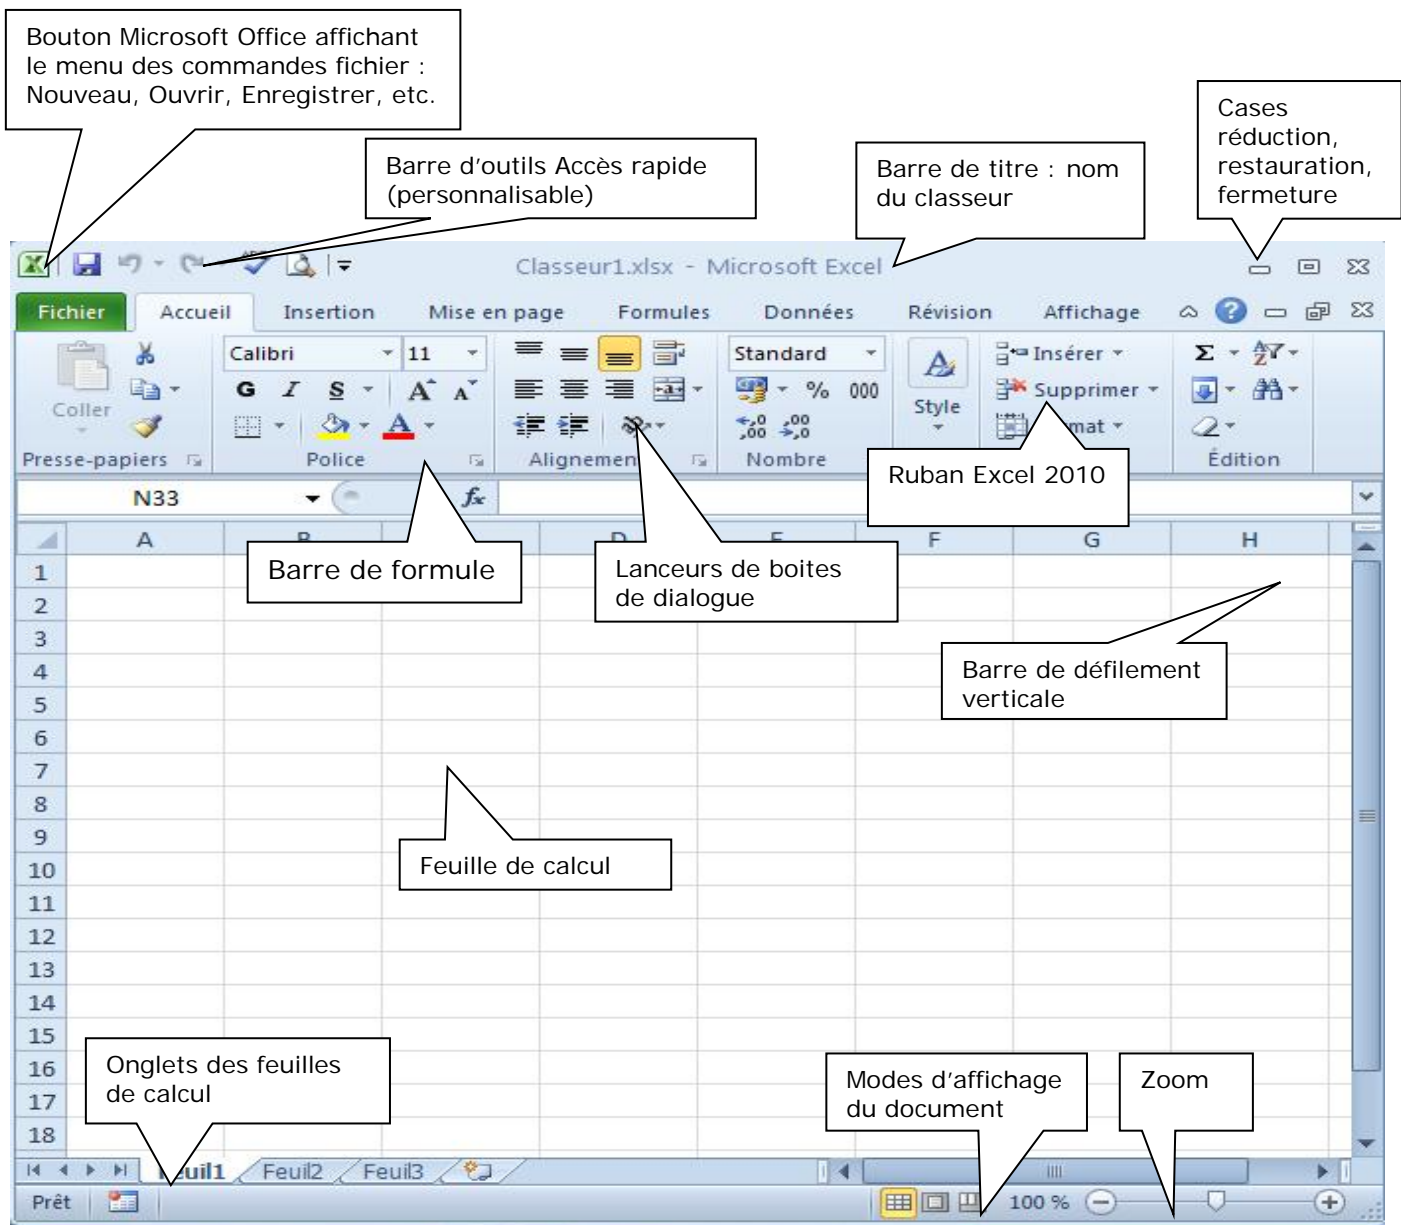 Bouton Microsoft Office affichant
le menu des commandes fichier :
Nouveau, Ouvrir, Enregistrer, etc.
Cases
réduction,
restauration,
fermeture
Barre d'outils Accès rapide
(personnalisable)
Barre de titre : nom
du classeur
Classeur1.xlsx - Microsoft Excel
Fichier Accueil Insertion Mise en page Formules Données Révision Affichage
Calibri 11 Standard Insérer Σ
G I S A A % 000 Supprimer
Coller Style
Presse-papiers Police Nombre Édition
Ruban Excel 2010
N33 fx
A F G H
Barre de formule
Lanceurs de boites
de dialogue
1
2
3
Barre de défilement
verticale
4
5
6
7
8
9
Feuille de calcul
10
11
12
13
14
15
Onglets des feuilles
de calcul
16
Modes d'affichage
du document
Zoom
17
18
Feuil2 Feuil3
Prêt 100 %